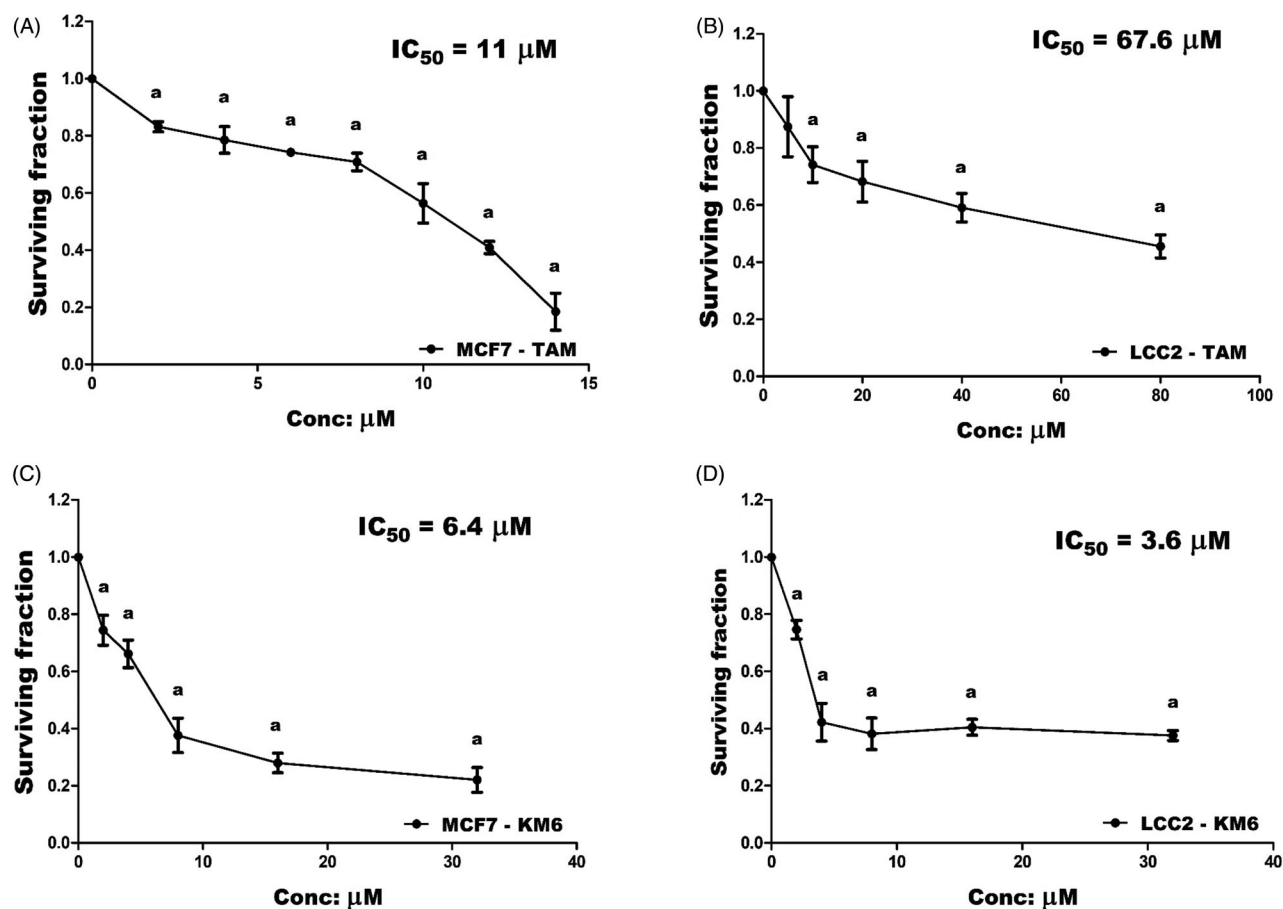 (A)
IC50 = 11 μM
1.2
1.0
0.8
0.6
0.4
0.2
0.0
Surviving fraction
a
a
a
a
a
a
a
MCF7 - TAM
0 5 10 15
Conc: μM
(B)
IC50 = 67.6 μM
1.2
1.0
0.8
0.6
0.4
0.2
0.0
Surviving fraction
a
a
a
a
LCC2 - TAM
0 20 40 60 80 100
Conc: μM
(C)
IC50 = 6.4 μM
1.2
1.0
0.8
0.6
0.4
0.2
0.0
Surviving fraction
a
a
a
a
a
MCF7 - KM6
0 10 20 30 40
Conc: μM
(D)
IC50 = 3.6 μM
1.2
1.0
0.8
0.6
0.4
0.2
0.0
Surviving fraction
a
a
a
a
a
LCC2 - KM6
0 10 20 30 40
Conc: μM